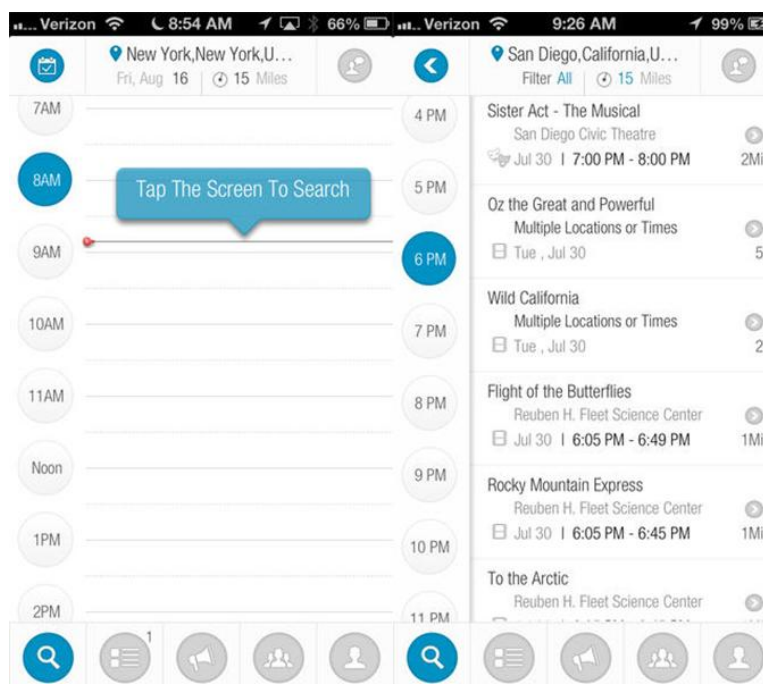 Verizon 8:54 AM 66%
New York,New York,U...
Fri, Aug 16 15 Miles
7AM
8AM
Tap The Screen To Search
9AM
10AM
11AM
Noon
1PM
2PM
1
Verizon 9:26 AM 99%
San Diego,California,U...
Filter All 15 Miles
4 PM
5 PM
6 PM
7 PM
8 PM
9 PM
10 PM
11 PM
Sister Act - The Musical
San Diego Civic Theatre
Jul 30 | 7:00 PM - 8:00 PM 2Mi
Oz the Great and Powerful
Multiple Locations or Times
Tue , Jul 30 5
Wild California
Multiple Locations or Times
Tue , Jul 30 2
Flight of the Butterflies
Reuben H. Fleet Science Center
Jul 30 | 6:05 PM - 6:49 PM 1Mi
Rocky Mountain Express
Reuben H. Fleet Science Center
Jul 30 | 6:05 PM - 6:45 PM 1Mi
To the Arctic
Reuben H. Fleet Science Center